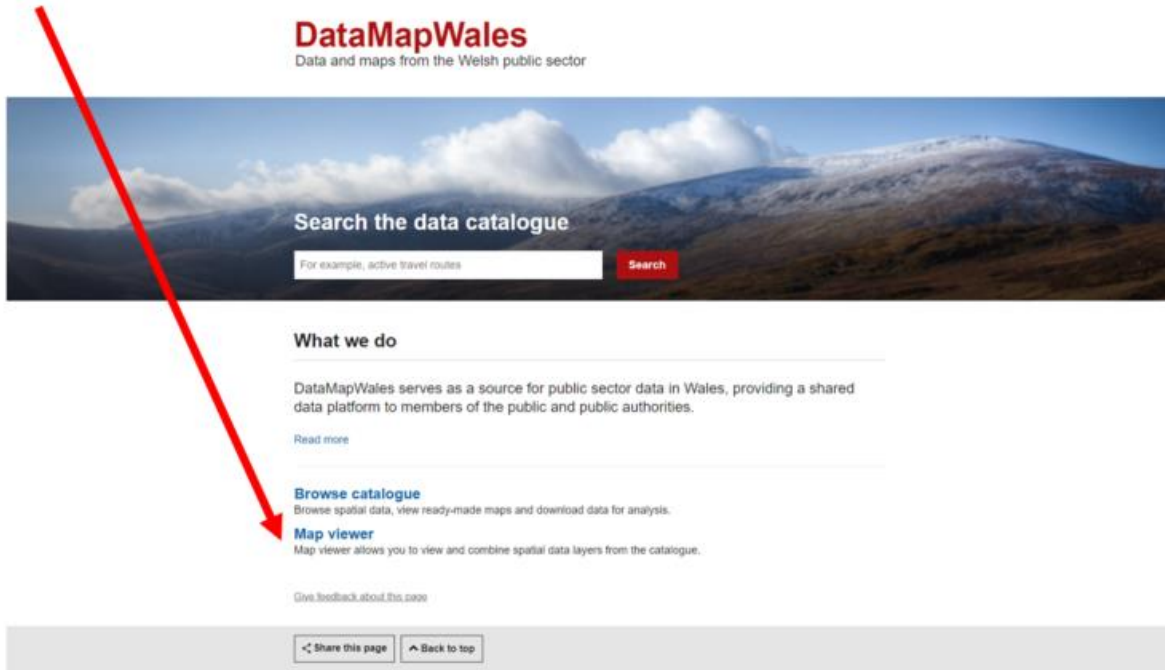 DataMapWales
Data and maps from the Welsh public sector
Search the data catalogue
For example, active travel routes
Search
What we do
DataMapWales serves as a source for public sector data in Wales, providing a shared
data platform to members of the public and public authorities.
Read more
Browse catalogue
Browse spatial data, view ready-made maps and download data for analysis.
Map viewer
Map viewer allows you to view and combine spatial data layers from the catalogue.
Give feedback about this page
Share this page
Back to top